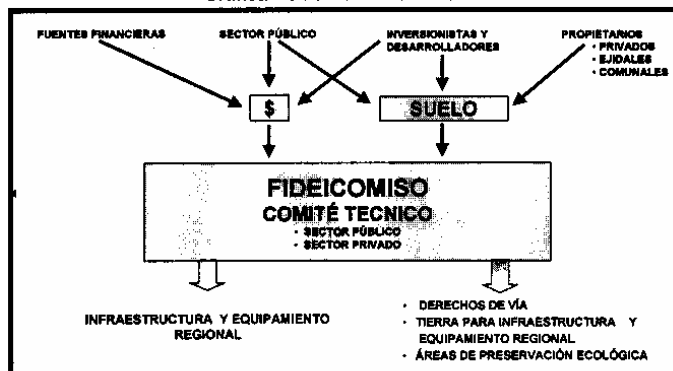 FUENTES FINANCIERAS
SECTOR PÚBLICO
INVERSIONISTAS Y
DESARROLLADORES
PROPIETARIOS
• PRIVADOS
• EJIDALES
• COMUNALES
$
SUELO
FIDEICOMISO
COMITÉ TECNICO
• SECTOR PÚBLICO
• SECTOR PRIVADO
INFRAESTRUCTURA Y EQUIPAMIENTO
REGIONAL
• DERECHOS DE VÍA
• TIERRA PARA INFRAESTRUCTURA Y
EQUIPAMIENTO REGIONAL
• ÁREAS DE PRESERVACIÓN ECOLÓGICA